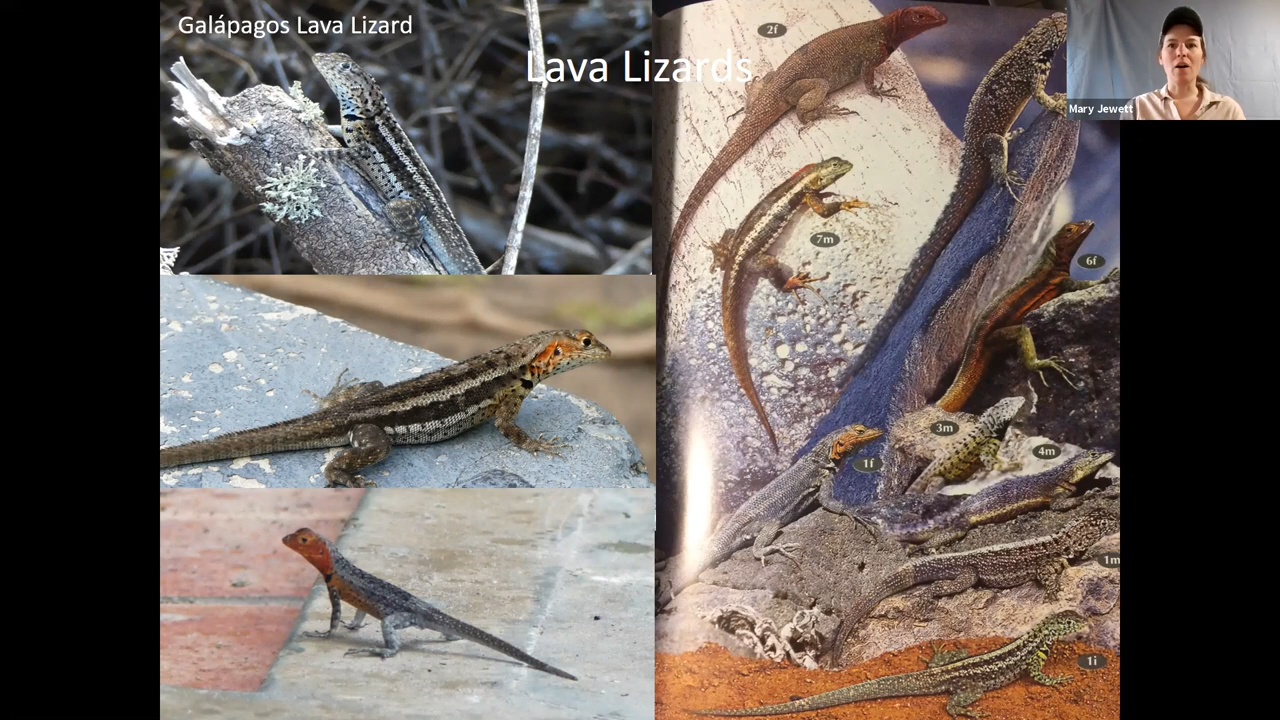 Galápagos Lava Lizard
Lava Lizards
Mary Jewett
2f
7m
6f
3m
1f
4m
1m
1i